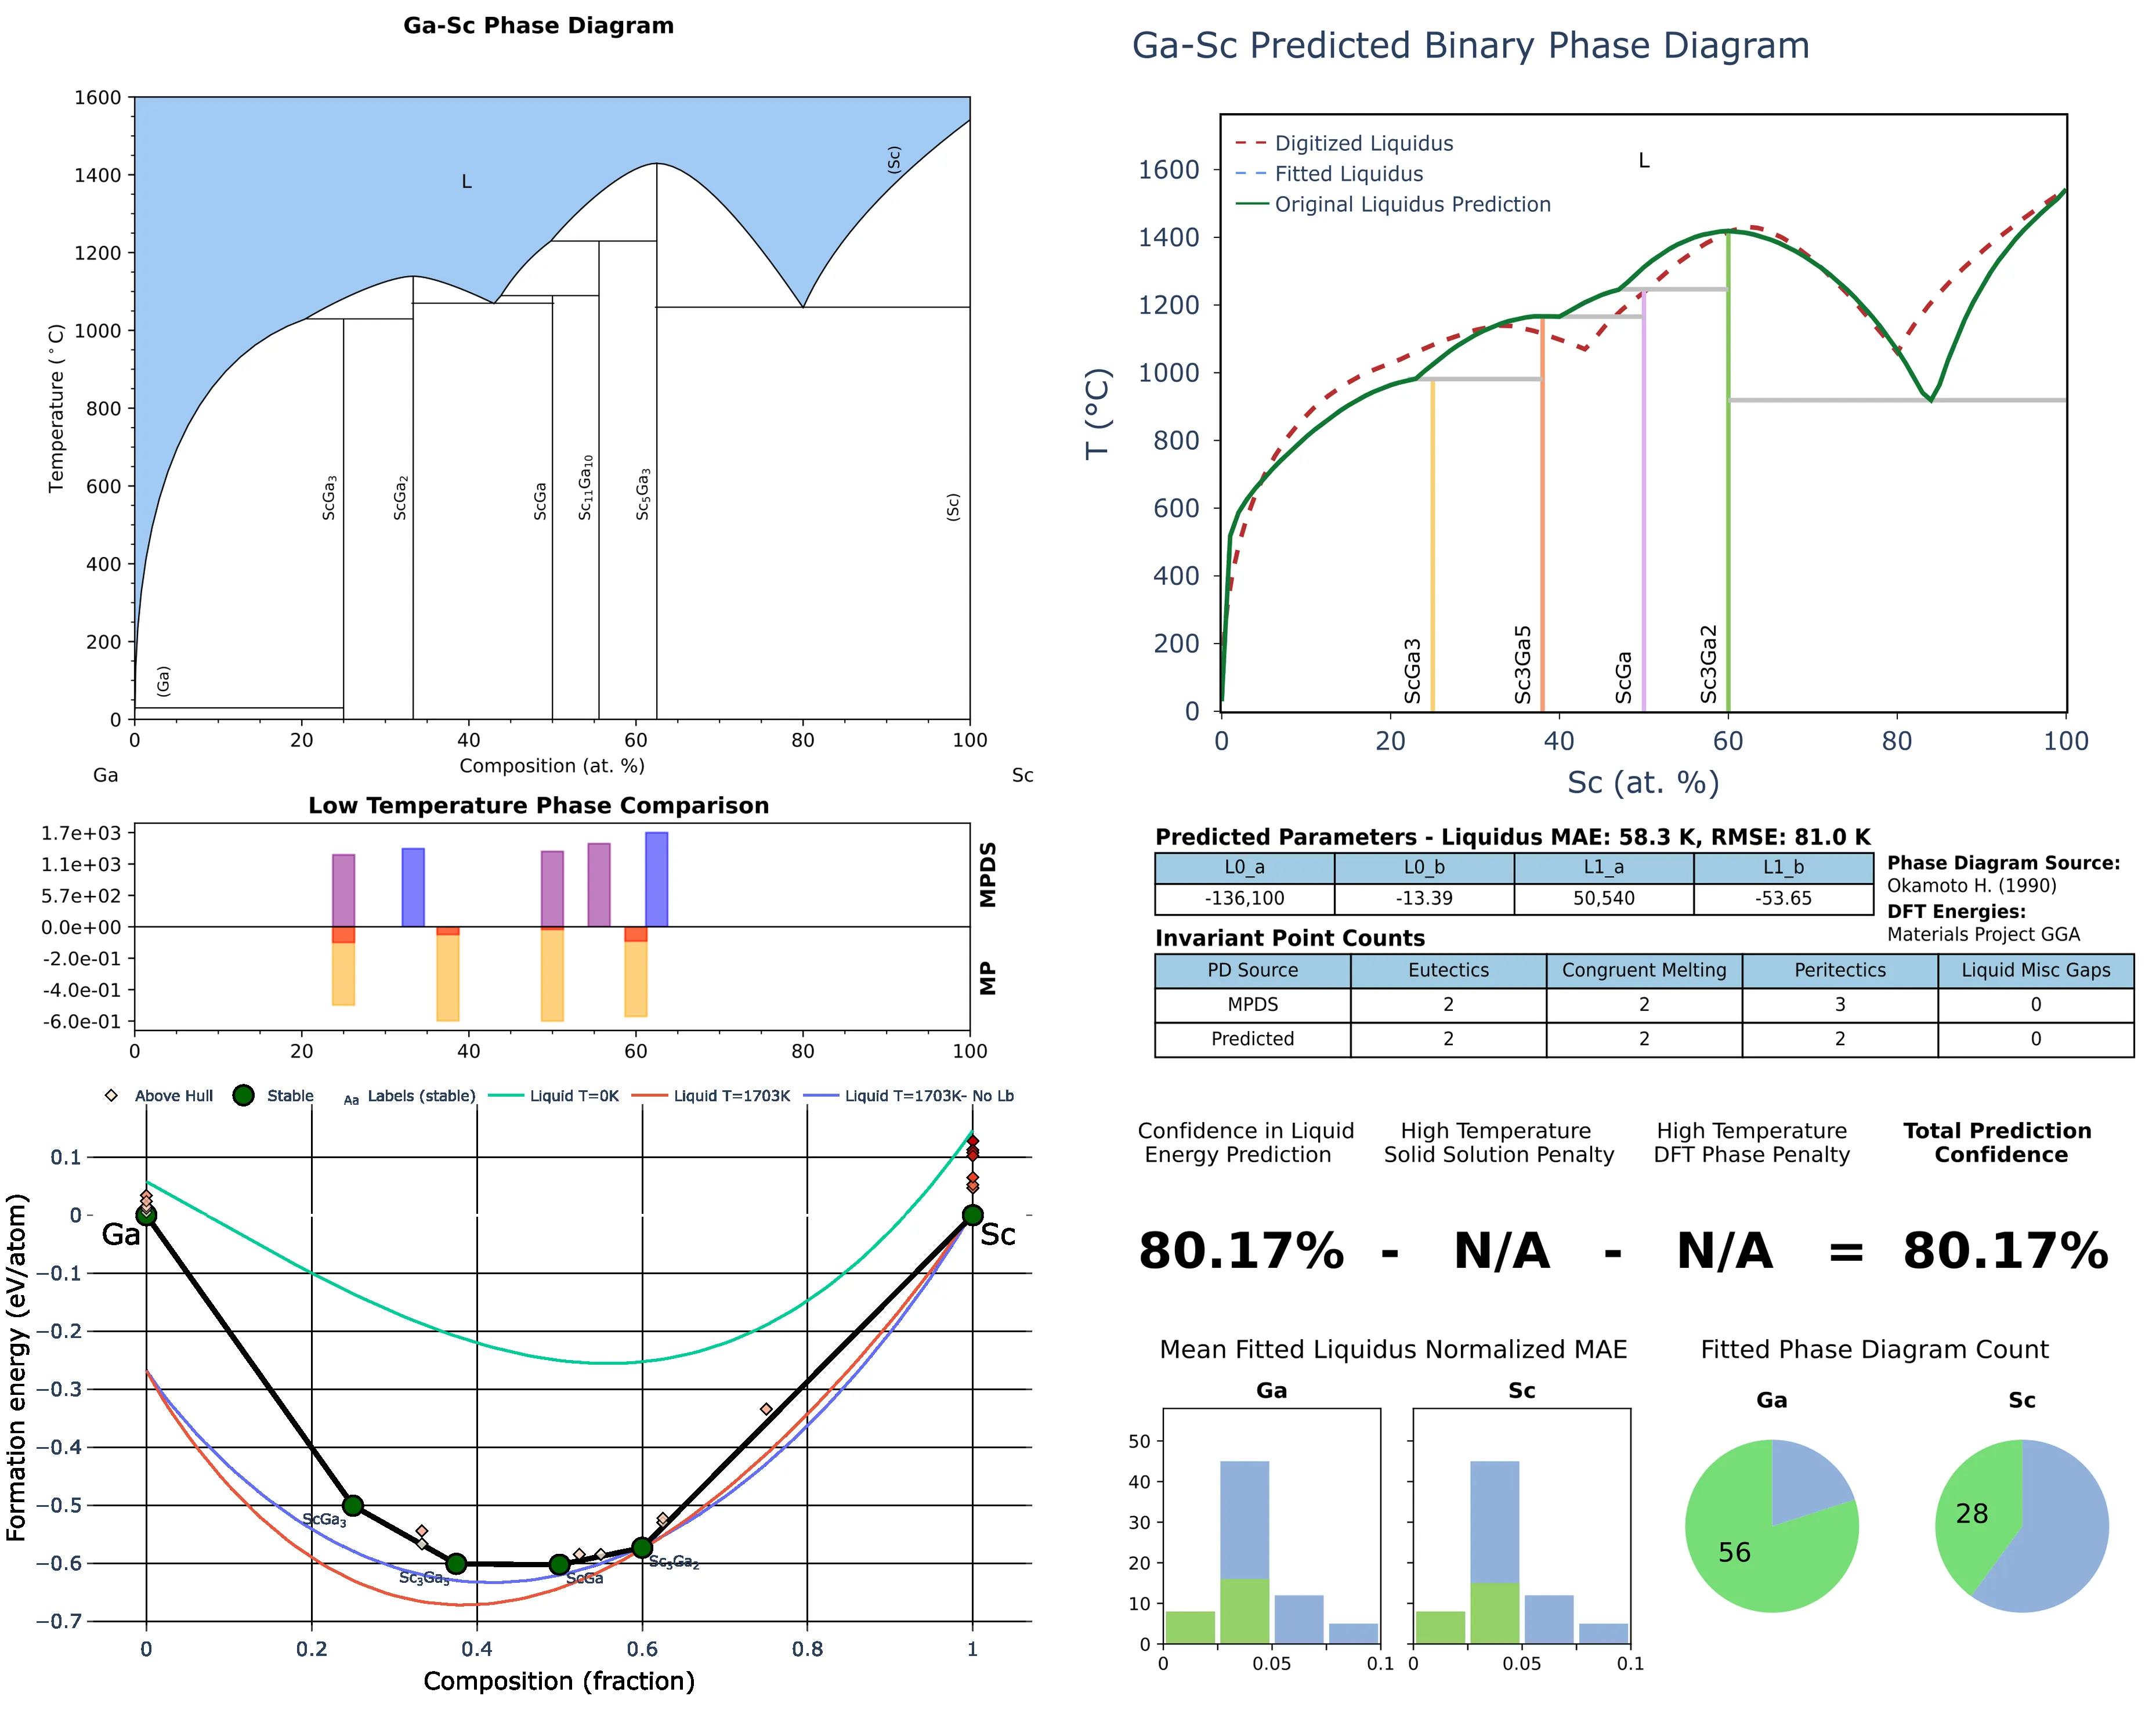 Ga-Sc Phase Diagram
1600
1400
1200
1000
800
600
400
200
0
Temperature (°C)
L
(Sc)
ScGa3
ScGa2
ScGa
Sc11Ga10
Sc5Ga3
(Sc)
(Ga)
0 20 40 60 80 100
Composition (at. %)
Ga
Sc
Low Temperature Phase Comparison
1.7e+03
1.1e+03
5.7e+02
0.0e+00
-2.0e-01
-4.0e-01
-6.0e-01
MPDS
MP
0 20 40 60 80 100
Above Hull
Stable
Aa Labels (stable)
Liquid T=0K
Liquid T=1703K
Liquid T=1703K- No Lb
0.1
0
−0.1
−0.2
−0.3
−0.4
−0.5
−0.6
−0.7
Formation energy (eV/atom)
Ga
Sc
ScGa3
Sc3Ga5
ScGa
Sc3Ga2
0 0.2 0.4 0.6 0.8 1
Composition (fraction)
Ga-Sc Predicted Binary Phase Diagram
Digitized Liquidus
Fitted Liquidus
Original Liquidus Prediction
L
1600
1400
1200
1000
800
600
400
200
0
T (°C)
ScGa3
Sc3Ga5
ScGa
Sc3Ga2
0 20 40 60 80 100
Sc (at. %)
Predicted Parameters - Liquidus MAE: 58.3 K, RMSE: 81.0 K
L0_a L0_b L1_a L1_b
-136,100 -13.39 50,540 -53.65
Phase Diagram Source:
Okamoto H. (1990)
DFT Energies:
Materials Project GGA
Invariant Point Counts
PD Source Eutectics Congruent Melting Peritectics Liquid Misc Gaps
MPDS 2 2 3 0
Predicted 2 2 2 0
Confidence in Liquid
Energy Prediction
High Temperature
Solid Solution Penalty
High Temperature
DFT Phase Penalty
Total Prediction
Confidence
80.17% - N/A - N/A = 80.17%
Mean Fitted Liquidus Normalized MAE
Ga
Sc
50
40
30
20
10
0
0 0.05 0.1
0 0.05 0.1
Fitted Phase Diagram Count
Ga
Sc
56
28